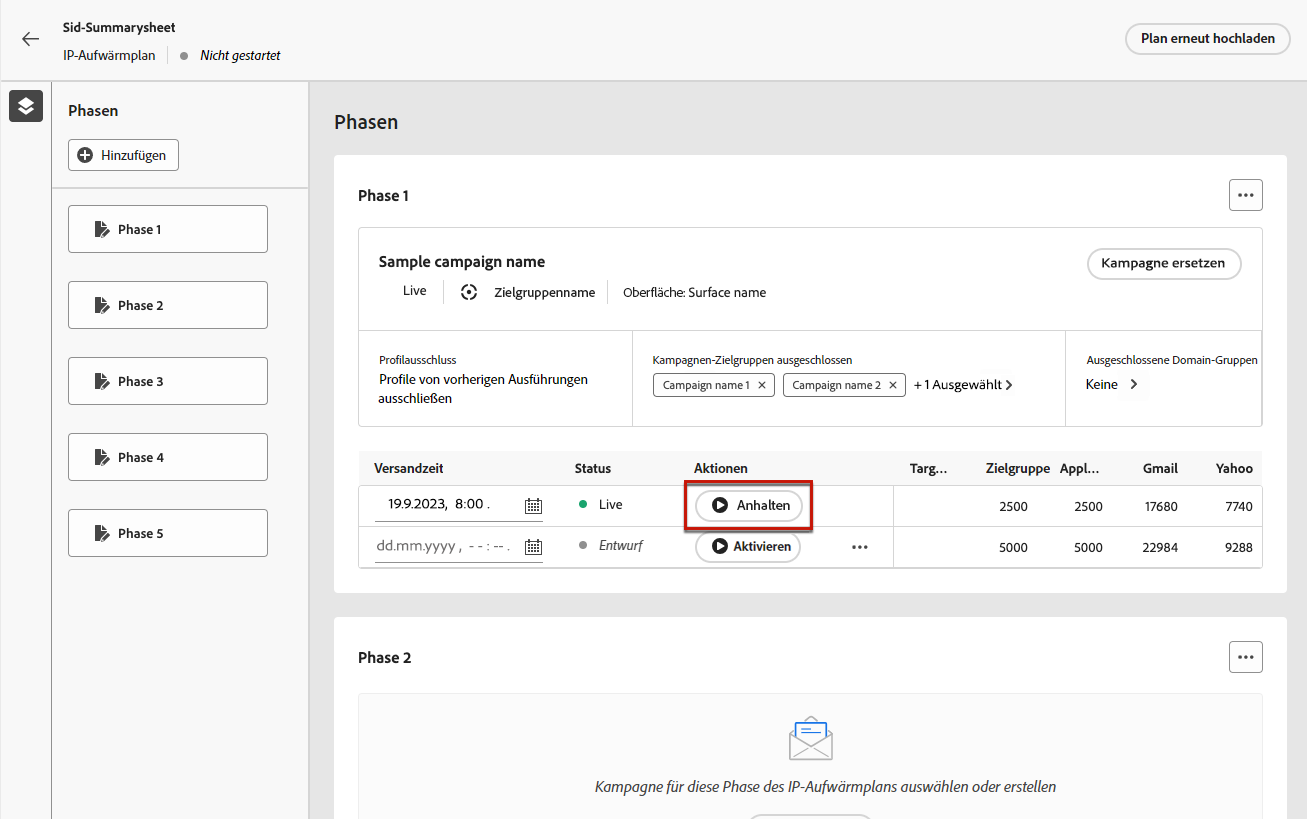 Sid-Summarysheet
IP-Aufwärmplan
Nicht gestartet
Plan erneut hochladen
Phasen
Hinzufügen
Phase 1
Phase 2
Phase 3
Phase 4
Phase 5
Phasen
Phase 1
Sample campaign name
Kampagne ersetzen
Live
Zielgruppenname
Oberfläche: Surface name
Profilausschluss
Profile von vorherigen Ausführungen
ausschließen
Kampagnen-Zielgruppen ausgeschlossen
Campaign name 1
Campaign name 2
+ 1 Ausgewählt
Ausgeschlossene Domain-Gruppen
Keine
Versandzeit Status Aktionen Targ... Zielgruppe Appl... Gmail Yahoo
19.9.2023, 8:00 . Live Anhalten 2500 2500 17680 7740
dd.mm.yyyy , - - : -- . Entwurf Aktivieren 5000 5000 22984 9288
Phase 2
Kampagne für diese Phase des IP-Aufwärmplans auswählen oder erstellen